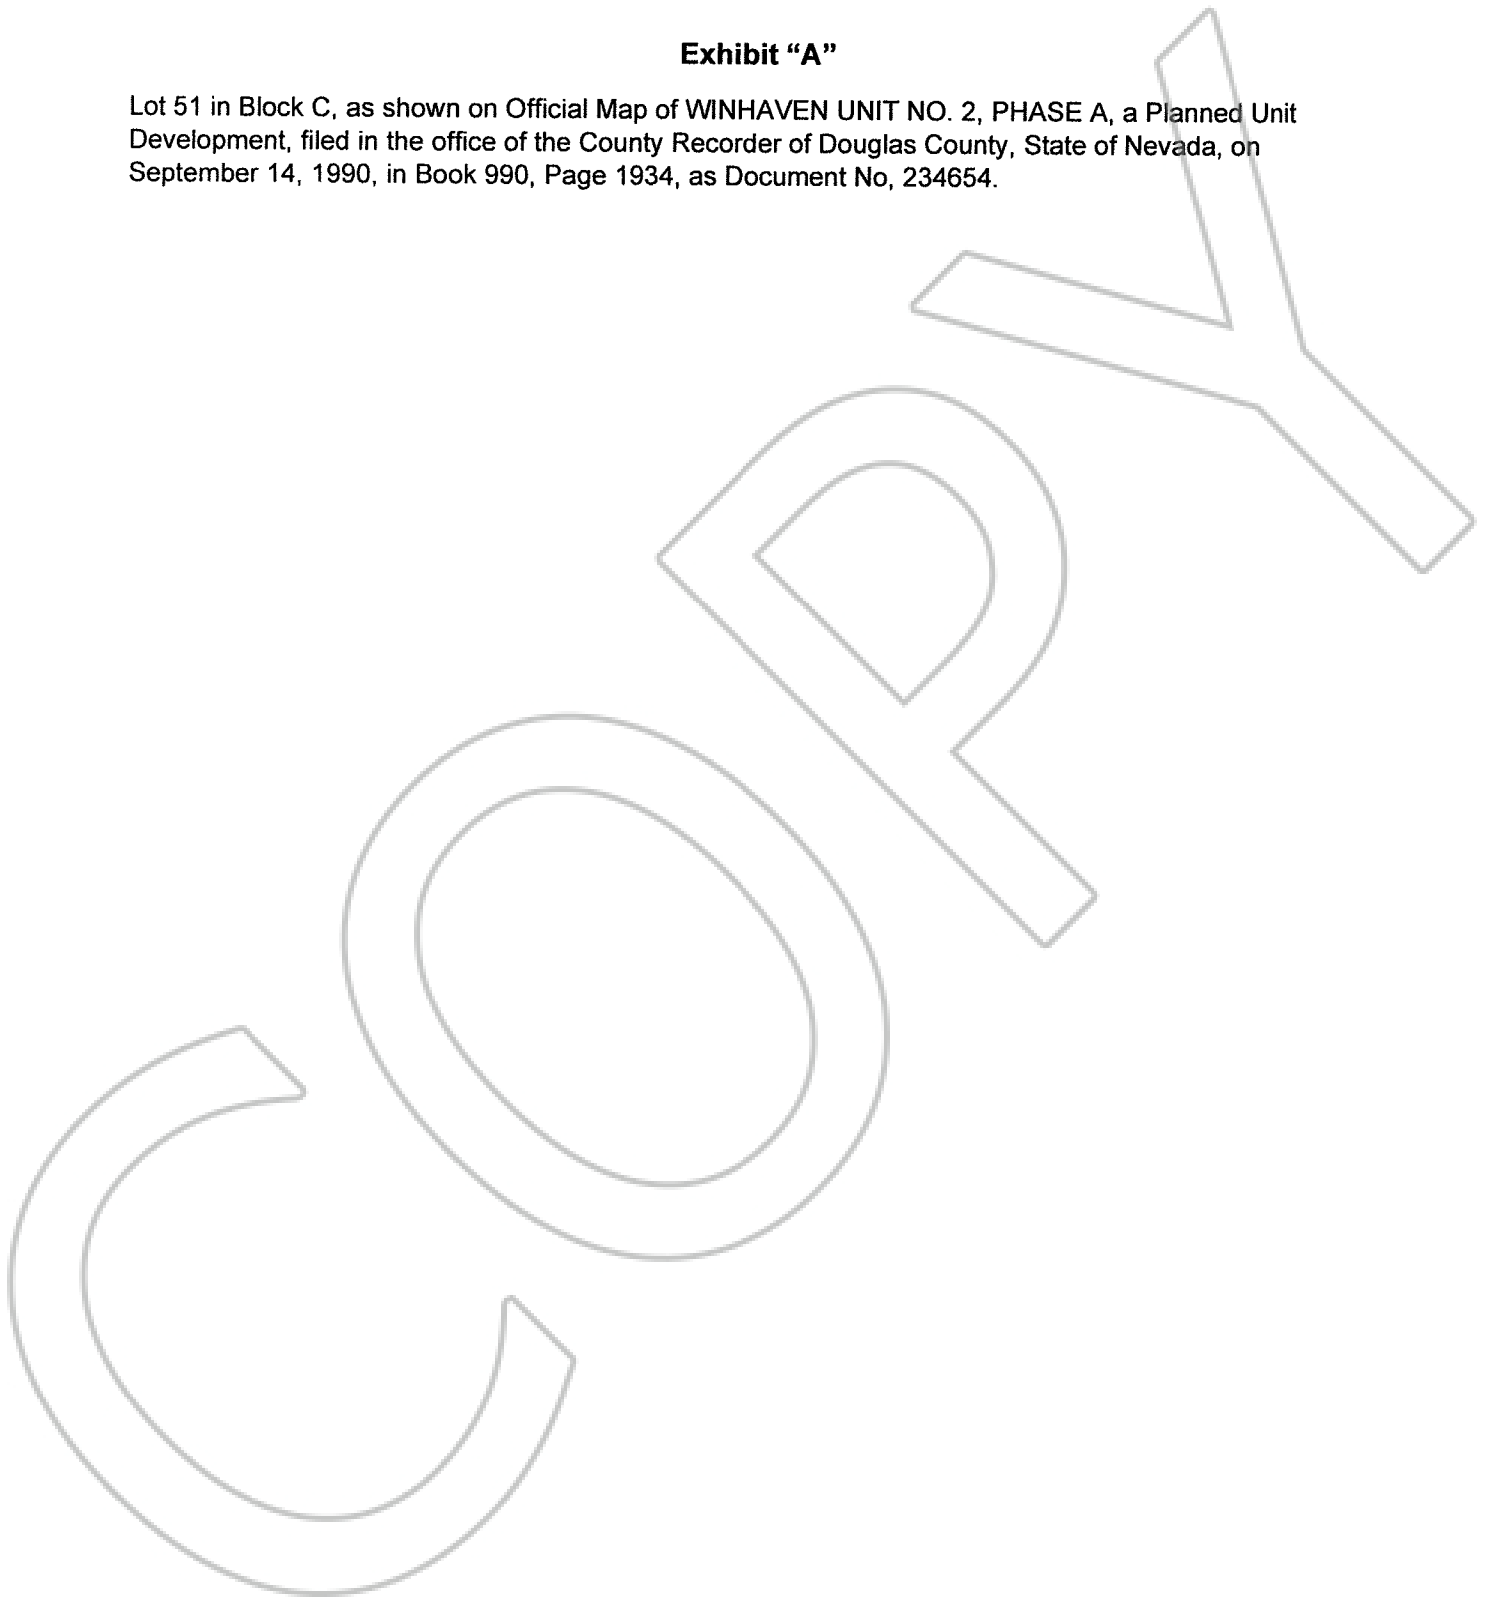 Exhibit “A”
Lot 51 in Block C, as shown on Official Map of WINHAVEN UNIT NO. 2, PHASE A, a Planned Unit
Development, filed in the office of the County Recorder of Douglas County, State of Nevada, on
September 14, 1990, in Book 990, Page 1934, as Document No, 234654.
COPY